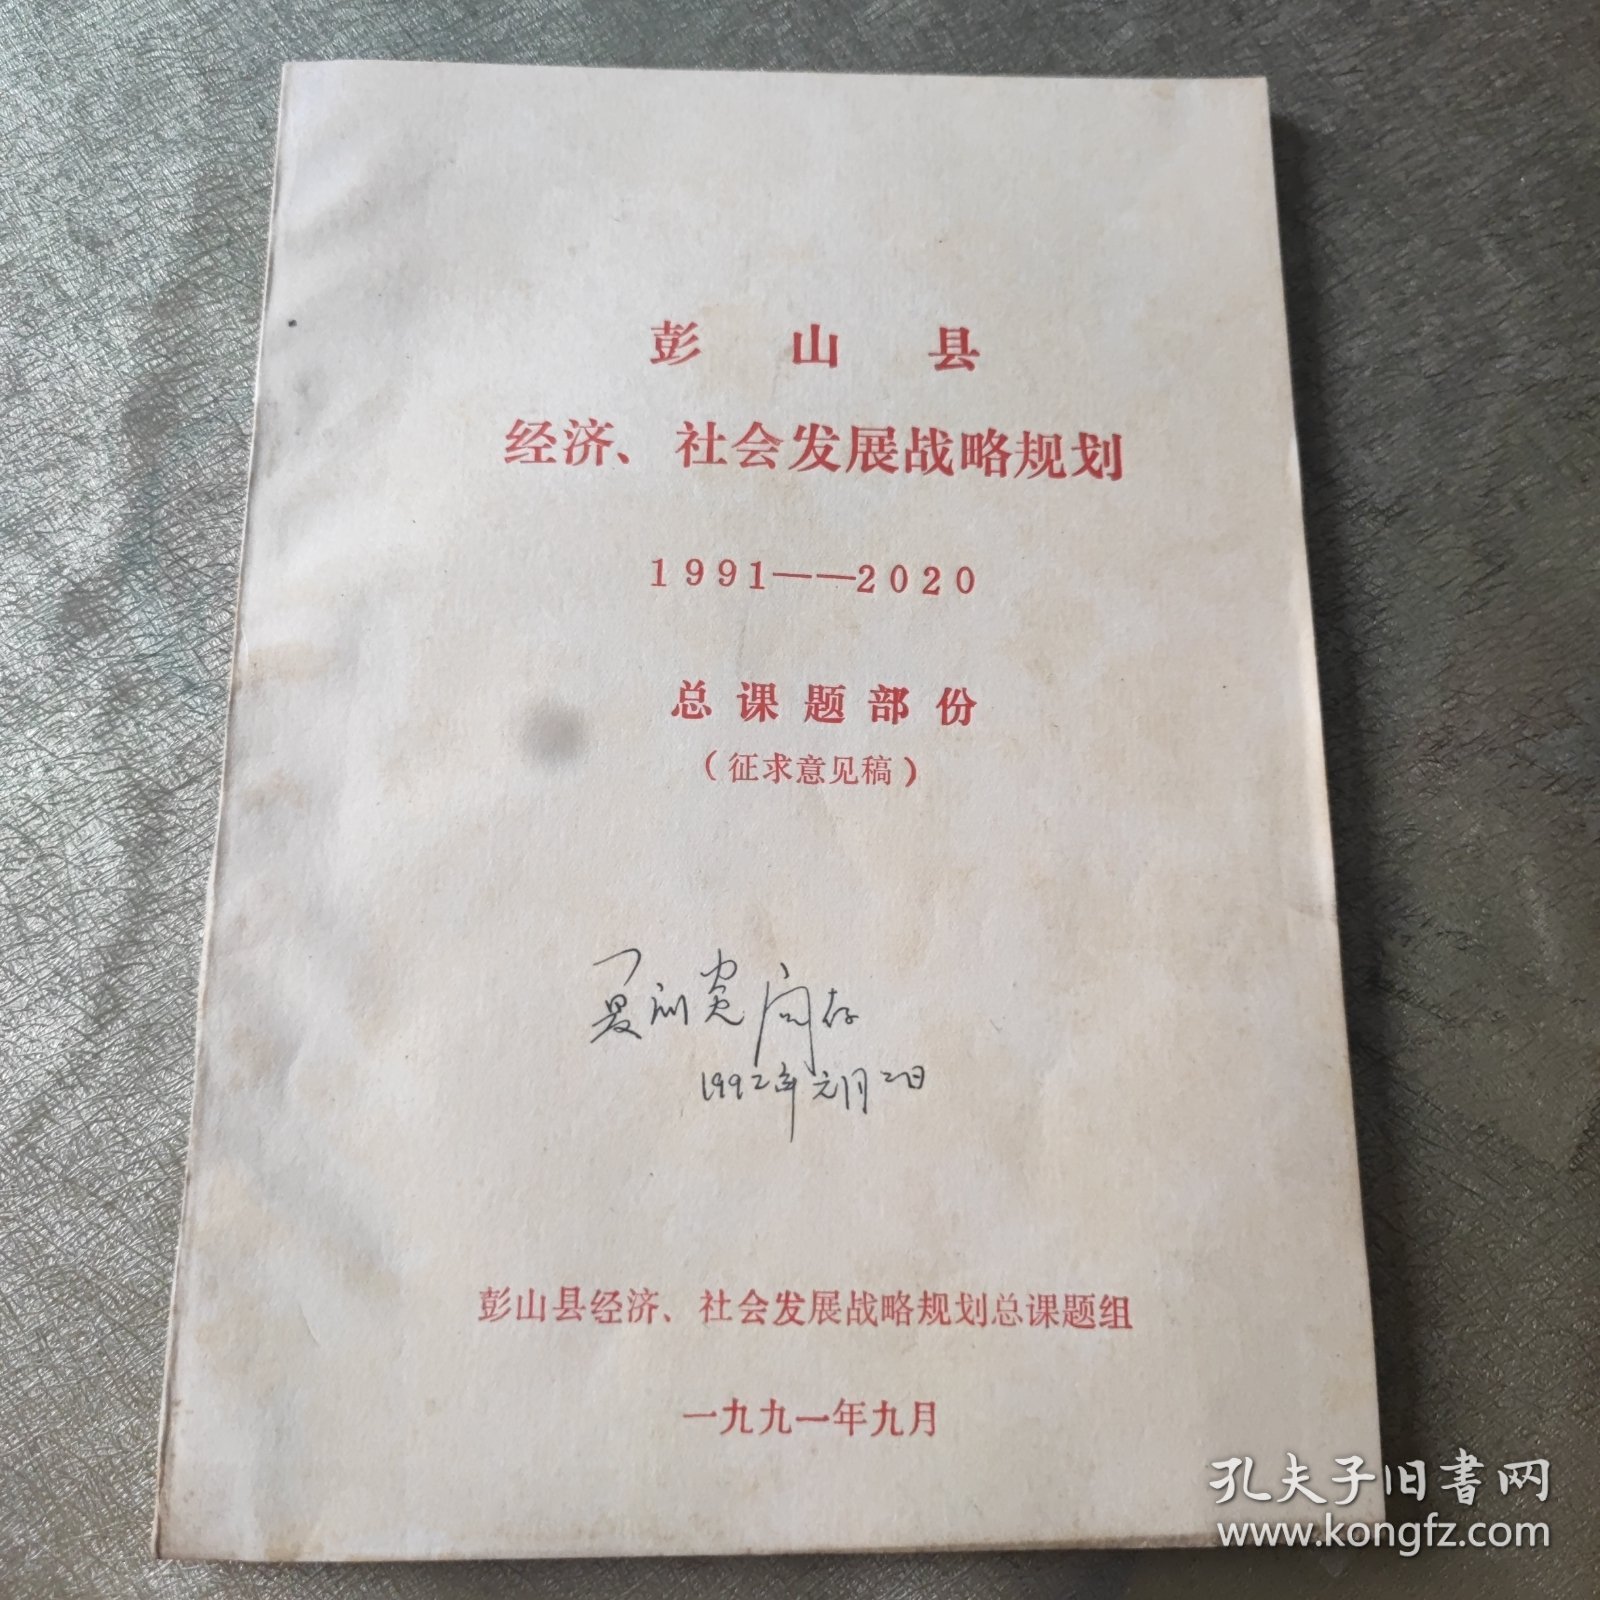 彭山县
经济、社会发展战略规划
1991——2020
总课题部份
(征求意见稿)
1992年元月二日
彭山县经济、社会发展战略规划总课题组
一九九一年九月
孔夫子旧书网
www.kongfz.com